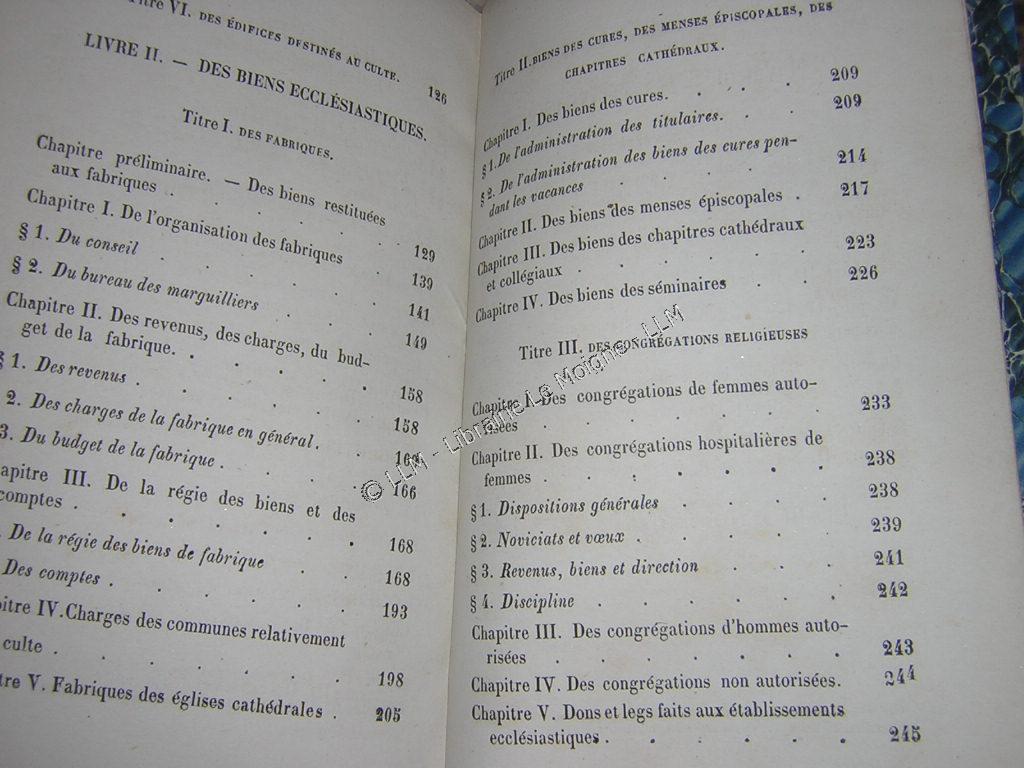 Titre VI. DES ÉDIFICES DESTINÉS AU CULTE. 126
LIVRE II. — DES BIENS ECCLÉSIASTIQUES.
Titre I. DES FABRIQUES.
Chapitre préliminaire. — Des biens restituées
aux fabriques . . . . . . 129
Chapitre I. De l'organisation des fabriques . 139
§ 1. Du conseil . . . . . . 141
§ 2. Du bureau des marguilliers . . . 149
Chapitre II. Des revenus, des charges, du bud-
get de la fabrique. . . . . . 158
§ 1. Des revenus . . . . . . 158
2. Des charges de la fabrique en général.
3. Du budget de la fabrique . . . . 166
apitre III. De la régie des biens et des
comptes . . . . . . 168
De la régie des biens de fabrique . . 168
Des comptes . . . . . . 193
pitre IV. Charges des communes relativement
culte . . . . . . 198
tre V. Fabriques des églises cathédrales . 205
Titre II. BIENS DES CURES, DES MENSES ÉPISCOPALES, DES
CHAPITRES CATHÉDRAUX.
Chapitre I. Des biens des cures. . . . 209
§ 1. De l'administration des titulaires. . . 209
§ 2. De l'administration des biens des cures pen-
dant les vacances . . . . 214
Chapitre II. Des biens des menses épiscopales . 217
Chapitre III. Des biens des chapitres cathédraux
et collégiaux . . . . . . 223
Chapitre IV. Des biens des séminaires . . 226
Titre III. DES CONGRÉGATIONS RELIGIEUSES
Chapitre I. Des congrégations de femmes auto-
risées . . . . . . 233
Chapitre II. Des congrégations hospitalières de
femmes . . . . . . 238
§ 1. Dispositions générales . . . 238
§ 2. Noviciats et vœux . . . . 239
§ 3. Revenus, biens et direction . . . 241
§ 4. Discipline . . . . . 242
Chapitre III. Des congrégations d'hommes auto-
risées . . . . . . 243
Chapitre IV. Des congrégations non autorisées. 244
Chapitre V. Dons et legs faits aux établissements
ecclésiastiques. . . . . 245
© LLM - Librairie Le Moigne - LLM